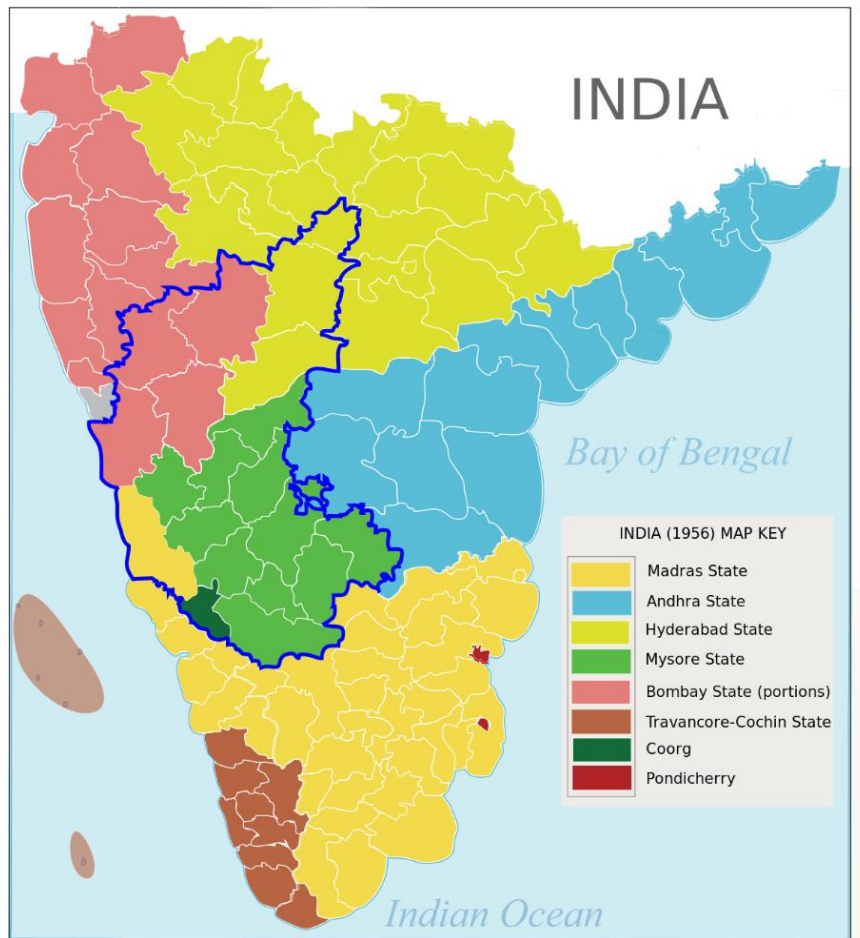 INDIA
Bay of Bengal
INDIA (1956) MAP KEY
Madras State
Andhra State
Hyderabad State
Mysore State
Bombay State (portions)
Travancore-Cochin State
Coorg
Pondicherry
Indian Ocean